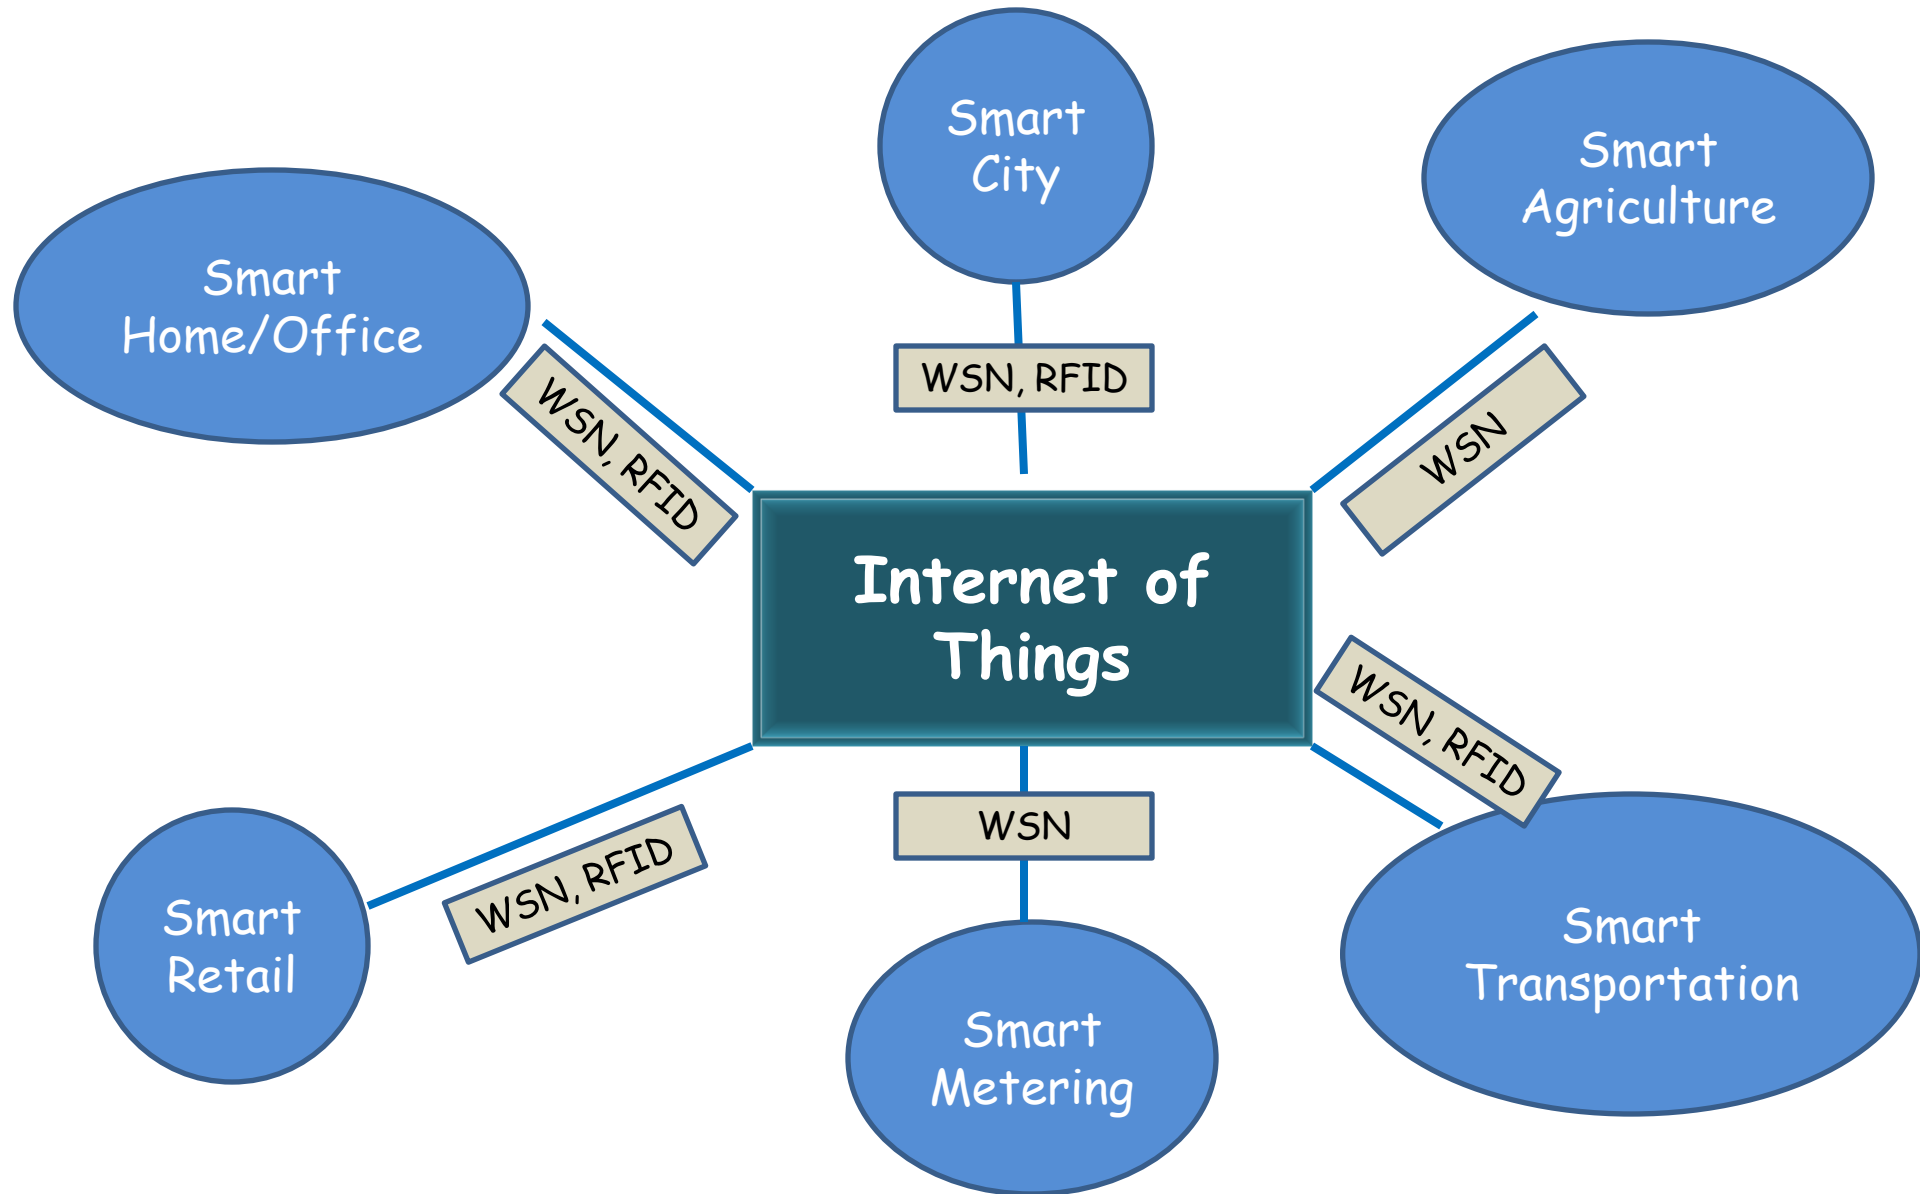 Smart
City
Smart
Agriculture
Smart
Home/Office
WSN, RFID
WSN, RFID
WSN
Internet of
Things
WSN, RFID
WSN, RFID
WSN
Smart
Retail
Smart
Metering
Smart
Transportation